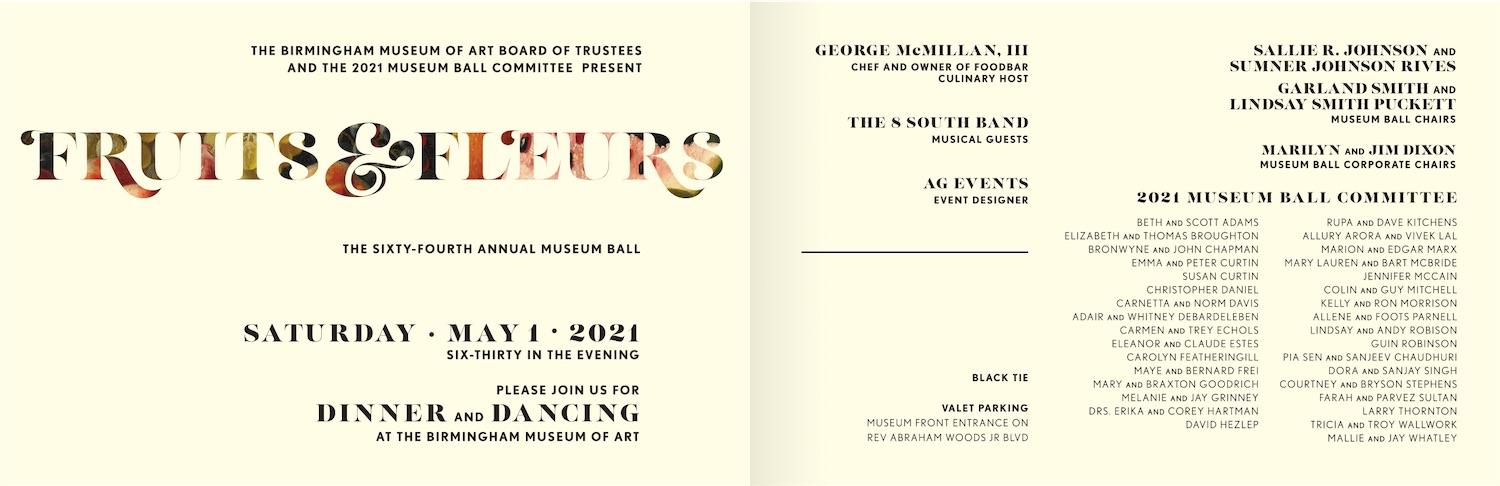 THE BIRMINGHAM MUSEUM OF ART BOARD OF TRUSTEES
AND THE 2021 MUSEUM BALL COMMITTEE PRESENT
FRUITS & FLEURS
THE SIXTY-FOURTH ANNUAL MUSEUM BALL
SATURDAY · MAY 1 · 2021
SIX-THIRTY IN THE EVENING
PLEASE JOIN US FOR
DINNER AND DANCING
AT THE BIRMINGHAM MUSEUM OF ART
GEORGE McMILLAN, III
CHEF AND OWNER OF FOODBAR
CULINARY HOST
THE 8 SOUTH BAND
MUSICAL GUESTS
AG EVENTS
EVENT DESIGNER
BLACK TIE
VALET PARKING
MUSEUM FRONT ENTRANCE ON
REV ABRAHAM WOODS JR BLVD
SALLIE R. JOHNSON AND
SUMNER JOHNSON RIVES
GARLAND SMITH AND
LINDSAY SMITH PUCKETT
MUSEUM BALL CHAIRS
MARILYN AND JIM DIXON
MUSEUM BALL CORPORATE CHAIRS
2021 MUSEUM BALL COMMITTEE
BETH AND SCOTT ADAMS
ELIZABETH AND THOMAS BROUGHTON
BRONWYNE AND JOHN CHAPMAN
EMMA AND PETER CURTIN
SUSAN CURTIN
CHRISTOPHER DANIEL
CARNETTA AND NORM DAVIS
ADAIR AND WHITNEY DEBARDELEBEN
CARMEN AND TREY ECHOLS
ELEANOR AND CLAUDE ESTES
CAROLYN FEATHERINGILL
MAYE AND BERNARD FREI
MARY AND BRAXTON GOODRICH
MELANIE AND JAY GRINNEY
DRS. ERIKA AND COREY HARTMAN
DAVID HEZLEP
RUPA AND DAVE KITCHENS
ALLURY ARORA AND VIVEK LAL
MARION AND EDGAR MARX
MARY LAUREN AND BART MCBRIDE
JENNIFER MCCAIN
COLIN AND GUY MITCHELL
KELLY AND RON MORRISON
ALLENE AND FOOTS PARNELL
LINDSAY AND ANDY ROBISON
GUIN ROBINSON
PIA SEN AND SANJEEV CHAUDHURI
DORA AND SANJAY SINGH
COURTNEY AND BRYSON STEPHENS
FARAH AND PARVEZ SULTAN
LARRY THORNTON
TRICIA AND TROY WALLWORK
MALLIE AND JAY WHATLEY